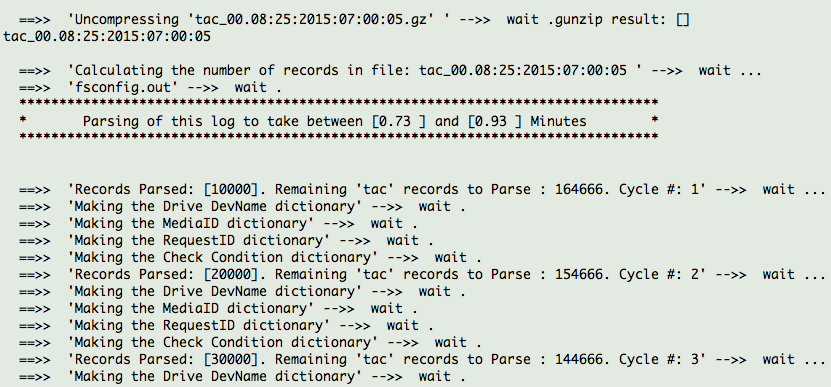 ==>>  'Uncompressing 'tac_00.08:25:2015:07:00:05.gz' ' -->>  wait .gunzip result: []
tac_00.08:25:2015:07:00:05
==>>  'Calculating the number of records in file: tac_00.08:25:2015:07:00:05 ' -->>  wait ...
==>>  'fsconfig.out' -->>  wait .
********************************************************************************
*       Parsing of this log to take between [0.73 ] and [0.93 ] Minutes        *
********************************************************************************
==>>  'Records Parsed: [10000]. Remaining 'tac' records to Parse : 164666. Cycle #: 1' -->>  wait ...
==>>  'Making the Drive DevName dictionary' -->>  wait .
==>>  'Making the MediaID dictionary' -->>  wait .
==>>  'Making the RequestID dictionary' -->>  wait .
==>>  'Making the Check Condition dictionary' -->>  wait .
==>>  'Records Parsed: [20000]. Remaining 'tac' records to Parse : 154666. Cycle #: 2' -->>  wait ...
==>>  'Making the Drive DevName dictionary' -->>  wait .
==>>  'Making the MediaID dictionary' -->>  wait .
==>>  'Making the RequestID dictionary' -->>  wait .
==>>  'Making the Check Condition dictionary' -->>  wait .
==>>  'Records Parsed: [30000]. Remaining 'tac' records to Parse : 144666. Cycle #: 3' -->>  wait ...
==>>  'Making the Drive DevName dictionary' -->>  wait .